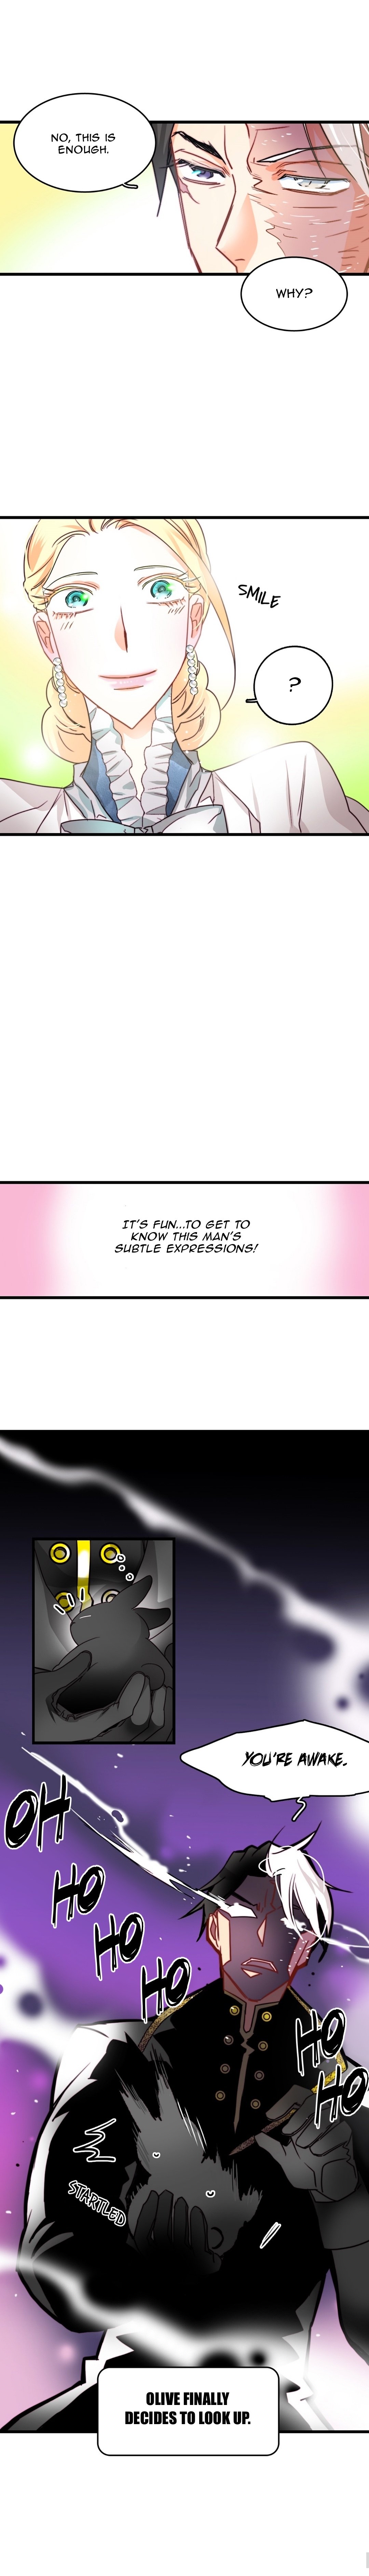 NO, THIS IS
ENOUGH.
WHY?
SMILE
?
IT'S FUN...TO GET TO
KNOW THIS MAN'S
SUBTLE EXPRESSIONS!
YOU'RE AWAKE.
OH
HO
HO
HO
HO
HO
STARTLED
OLIVE FINALLY
DECIDES TO LOOK UP.